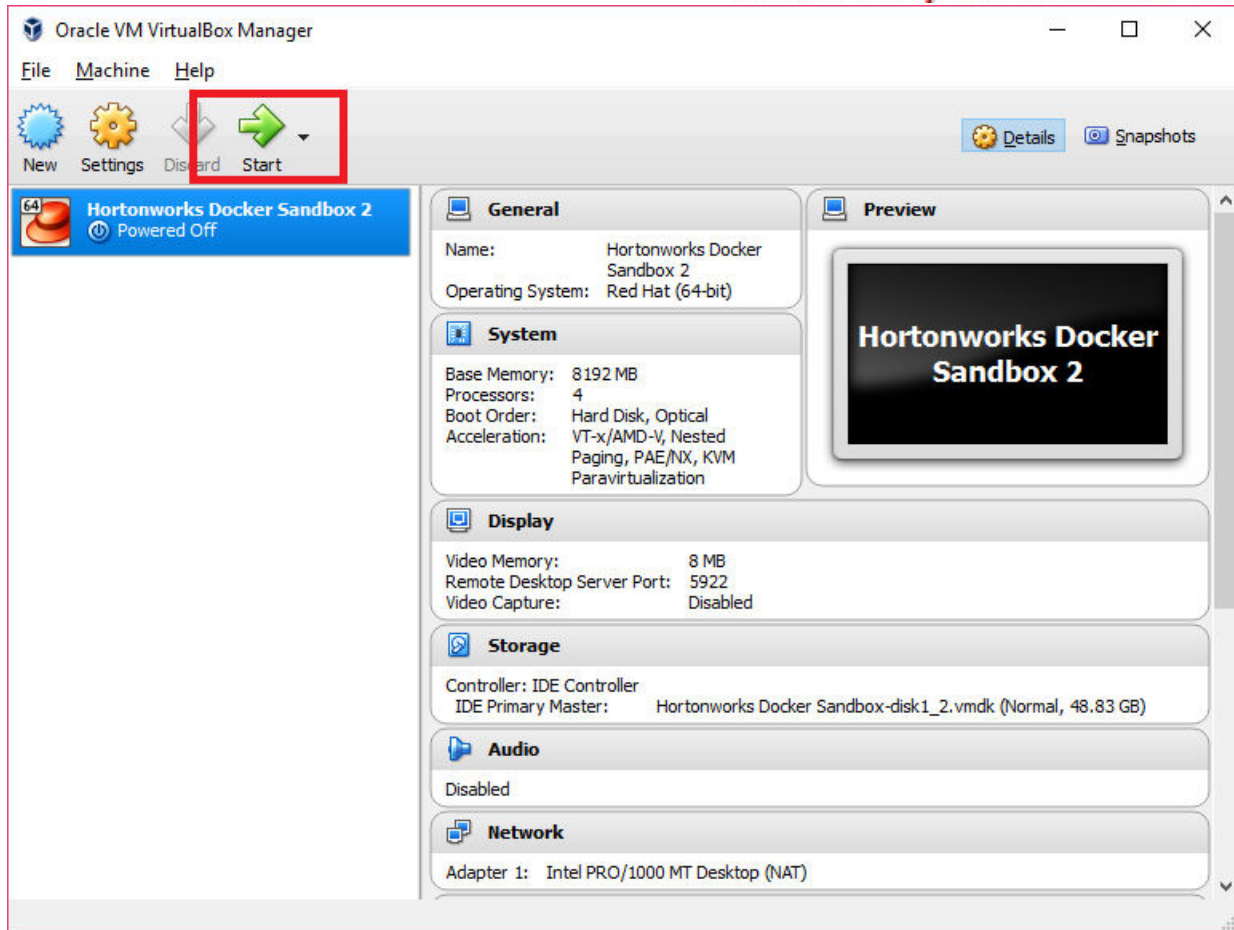 Oracle VM VirtualBox Manager
File Machine Help
New Settings Discard Start
Details Snapshots
64
Hortonworks Docker Sandbox 2
Powered Off
General
Name: Hortonworks Docker
Sandbox 2
Operating System: Red Hat (64-bit)
System
Base Memory: 8192 MB
Processors: 4
Boot Order: Hard Disk, Optical
Acceleration: VT-x/AMD-V, Nested
Paging, PAE/NX, KVM
Paravirtualization
Preview
Hortonworks Docker
Sandbox 2
Display
Video Memory: 8 MB
Remote Desktop Server Port: 5922
Video Capture: Disabled
Storage
Controller: IDE Controller
IDE Primary Master: Hortonworks Docker Sandbox-disk1_2.vmdk (Normal, 48.83 GB)
Audio
Disabled
Network
Adapter 1: Intel PRO/1000 MT Desktop (NAT)